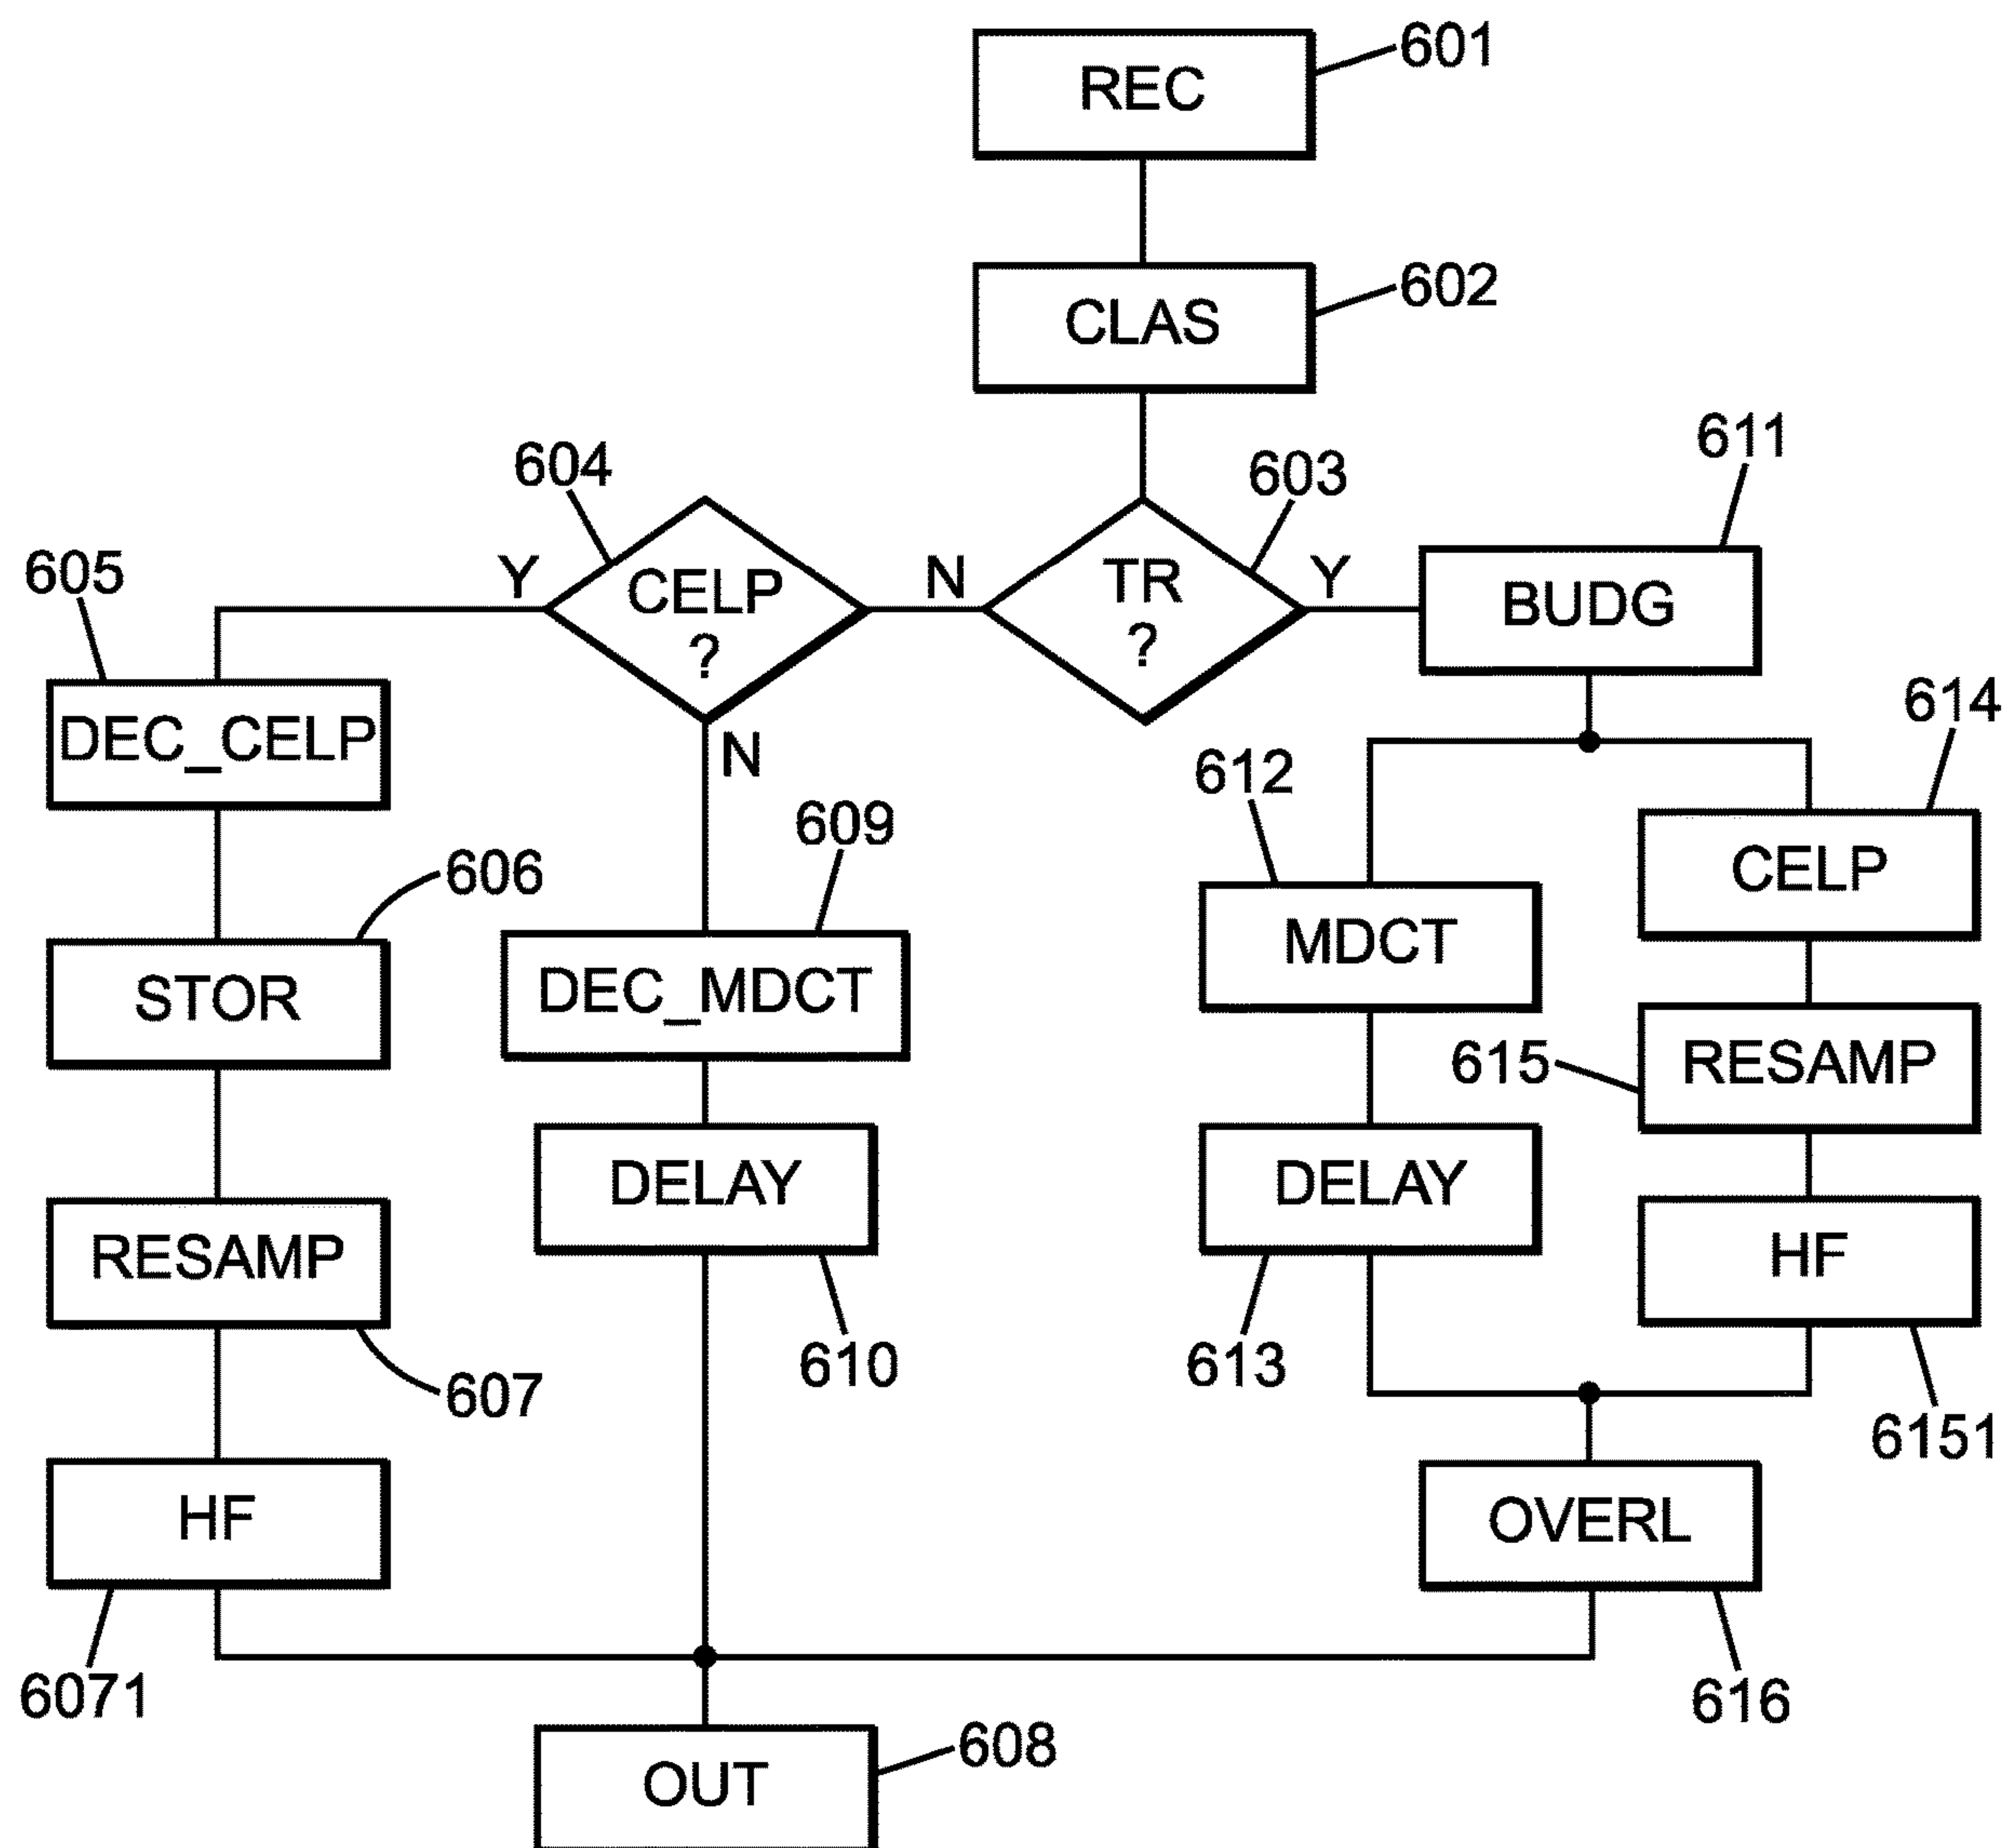 REC
601
CLAS
602
611
604
603
605
Y
CELP
?
N
TR
?
Y
BUDG
614
DEC_CELP
N
612
609
606
CELP
STOR
DEC_MDCT
MDCT
615
RESAMP
DELAY
DELAY
RESAMP
HF
607
610
613
6151
HF
OVERL
6071
616
OUT
608